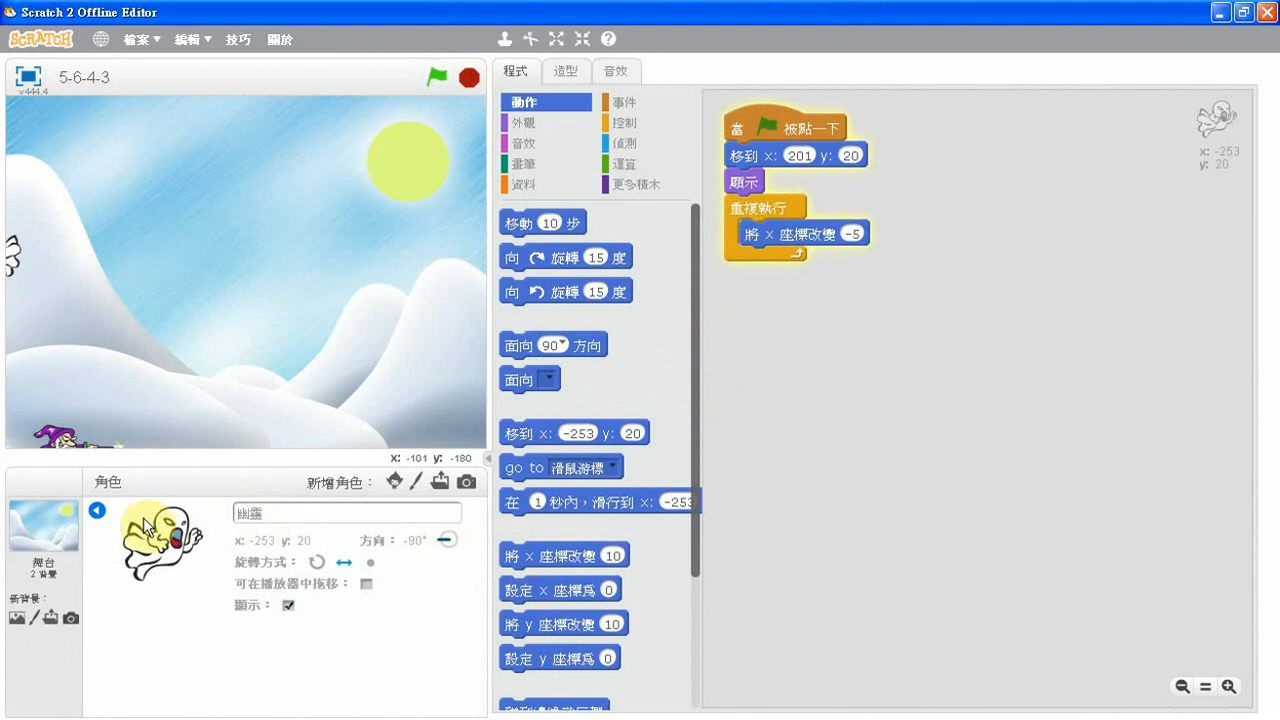 Scratch 2 Offline Editor
SCRATCH 檔案 編輯 技巧 關於
v444.4
5-6-4-3
程式 造型 音效
動作 事件
外觀 控制
音效 偵測
畫筆 運算
資料 更多積木
移動 10 步
向 旋轉 15 度
向 旋轉 15 度
面向 90 方向
面向
移到 x: -253 y: 20
go to 滑鼠游標
在 1 秒內，滑行到 x: -253
將 x 座標改變 10
設定 x 座標為 0
將 y 座標改變 10
設定 y 座標為 0
當 被點一下
移到 x: 201 y: 20
顯示
重複執行
將 x 座標改變 -5
x: -253
y: 20
x: -101 y: -180
角色 新增角色：
幽靈
x: -253 y: 20 方向： -90°
旋轉方式：
可在播放器中拖移：
顯示：
舞台
2 背景
新背景：